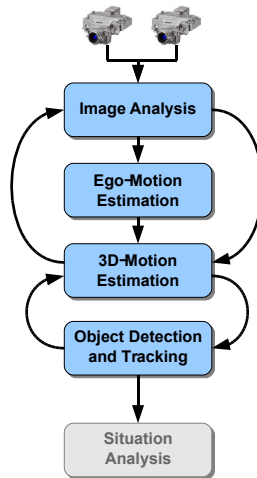 Image Analysis
Ego-Motion
Estimation
3D-Motion
Estimation
Object Detection
and Tracking
Situation
Analysis